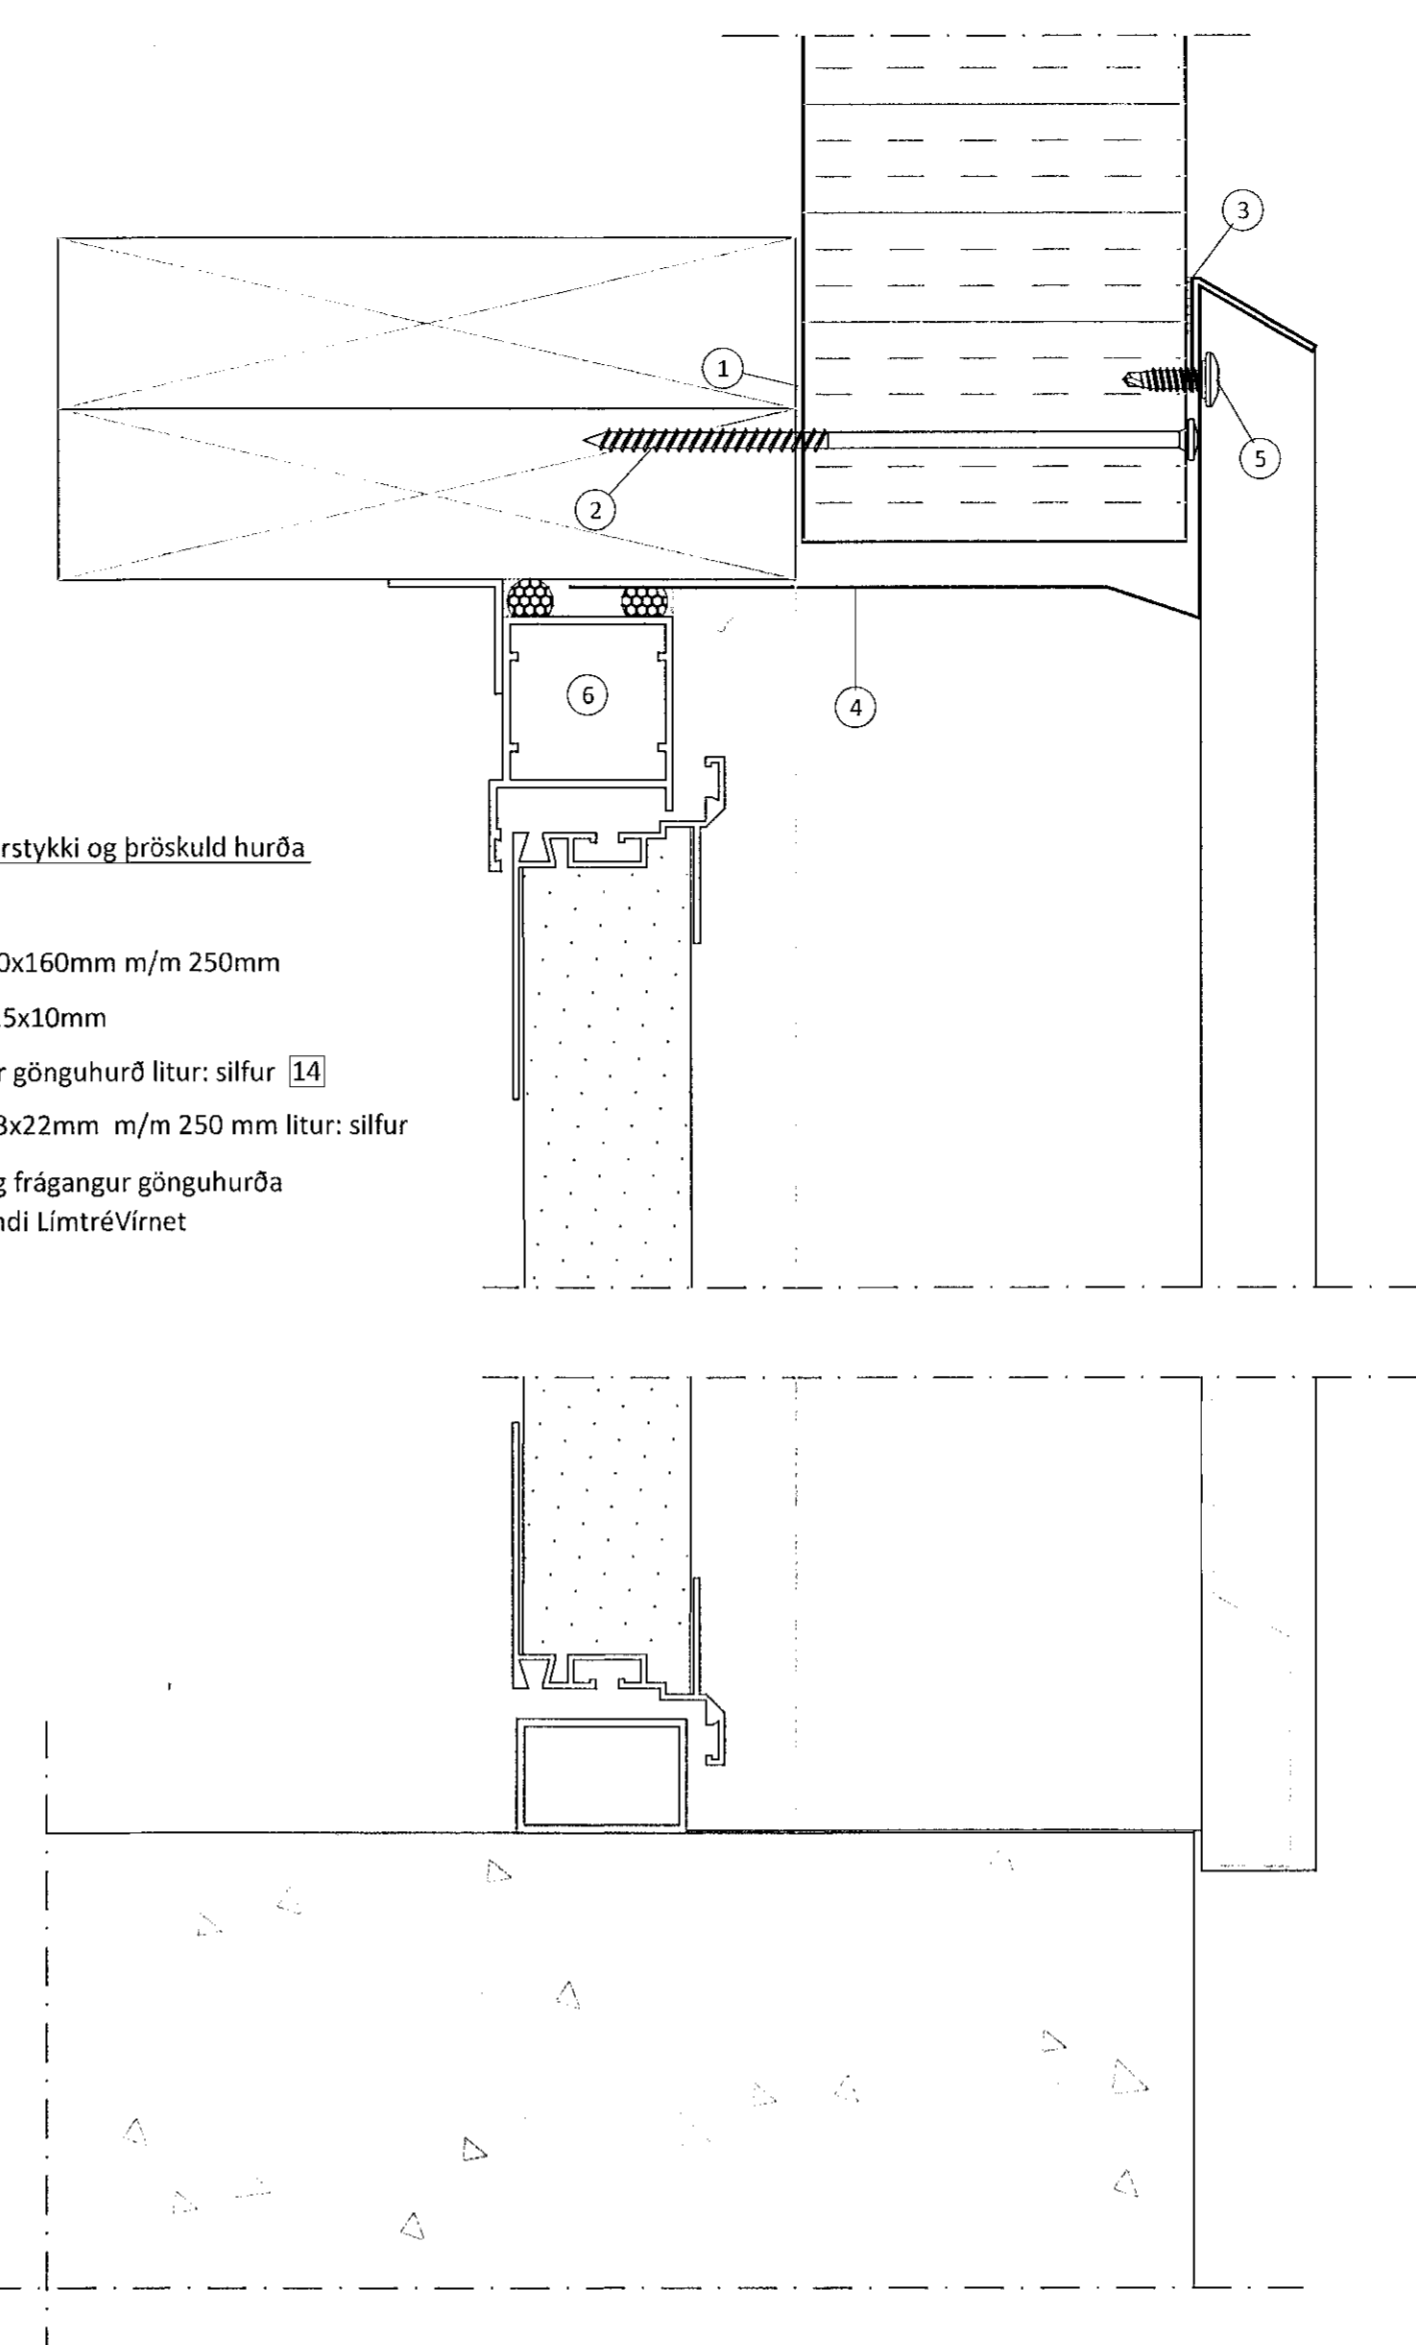 3
1
5
2
6
4
rstykki og þröskuld hurða
0x160mm m/m 250mm
5x10mm
r gönguhurð litur: silfur 14
3x22mm m/m 250 mm litur: silfur
g frágangur gönguhurða
ndi LímtréVírnet